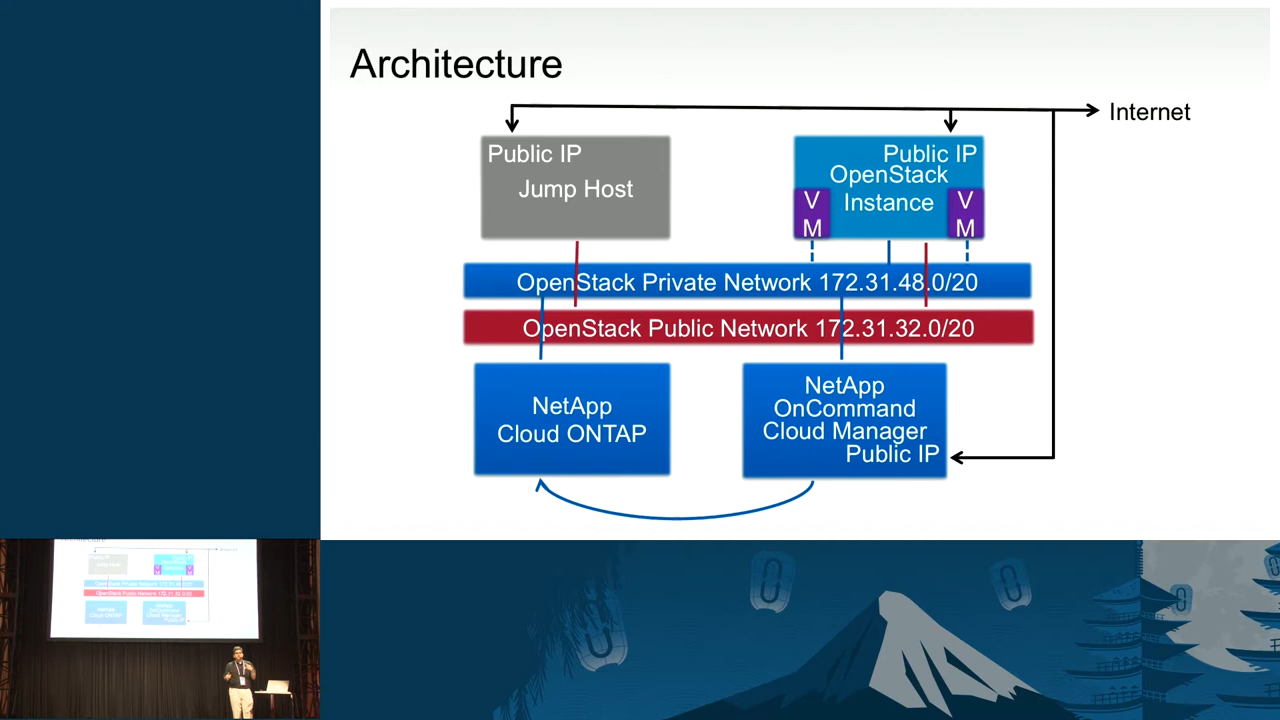 Architecture
Internet
Public IP
Jump Host
Public IP
OpenStack
Instance
V
M
V
M
OpenStack Private Network 172.31.48.0/20
OpenStack Public Network 172.31.32.0/20
NetApp
Cloud ONTAP
NetApp
OnCommand
Cloud Manager
Public IP